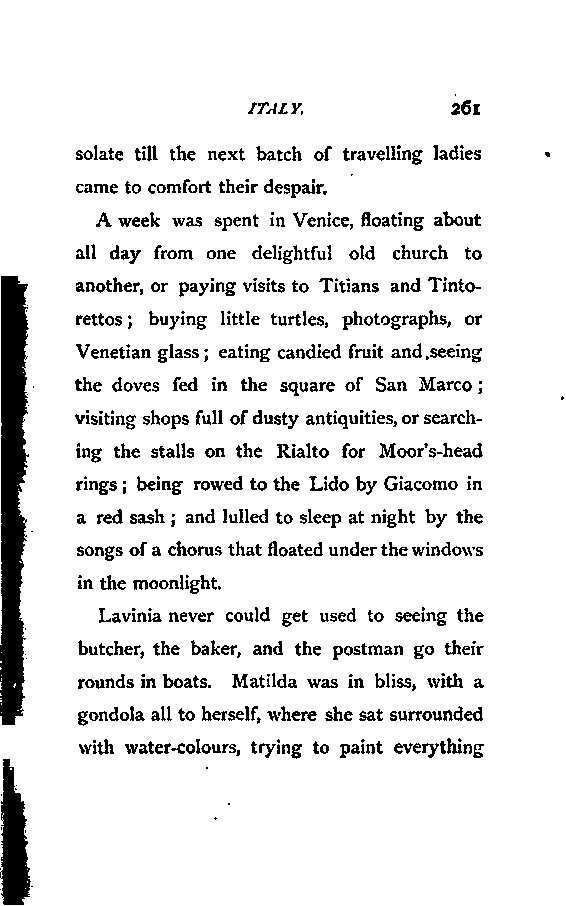 ITALY. 261
solate till the next batch of travelling ladies
came to comfort their despair.
A week was spent in Venice, floating about
all day from one delightful old church to
another, or paying visits to Titians and Tinto-
rettos; buying little turtles, photographs, or
Venetian glass; eating candied fruit and seeing
the doves fed in the square of San Marco;
visiting shops full of dusty antiquities, or search-
ing the stalls on the Rialto for Moor's-head
rings; being rowed to the Lido by Giacomo in
a red sash; and lulled to sleep at night by the
songs of a chorus that floated under the windows
in the moonlight.
Lavinia never could get used to seeing the
butcher, the baker, and the postman go their
rounds in boats. Matilda was in bliss, with a
gondola all to herself, where she sat surrounded
with water-colours, trying to paint everything